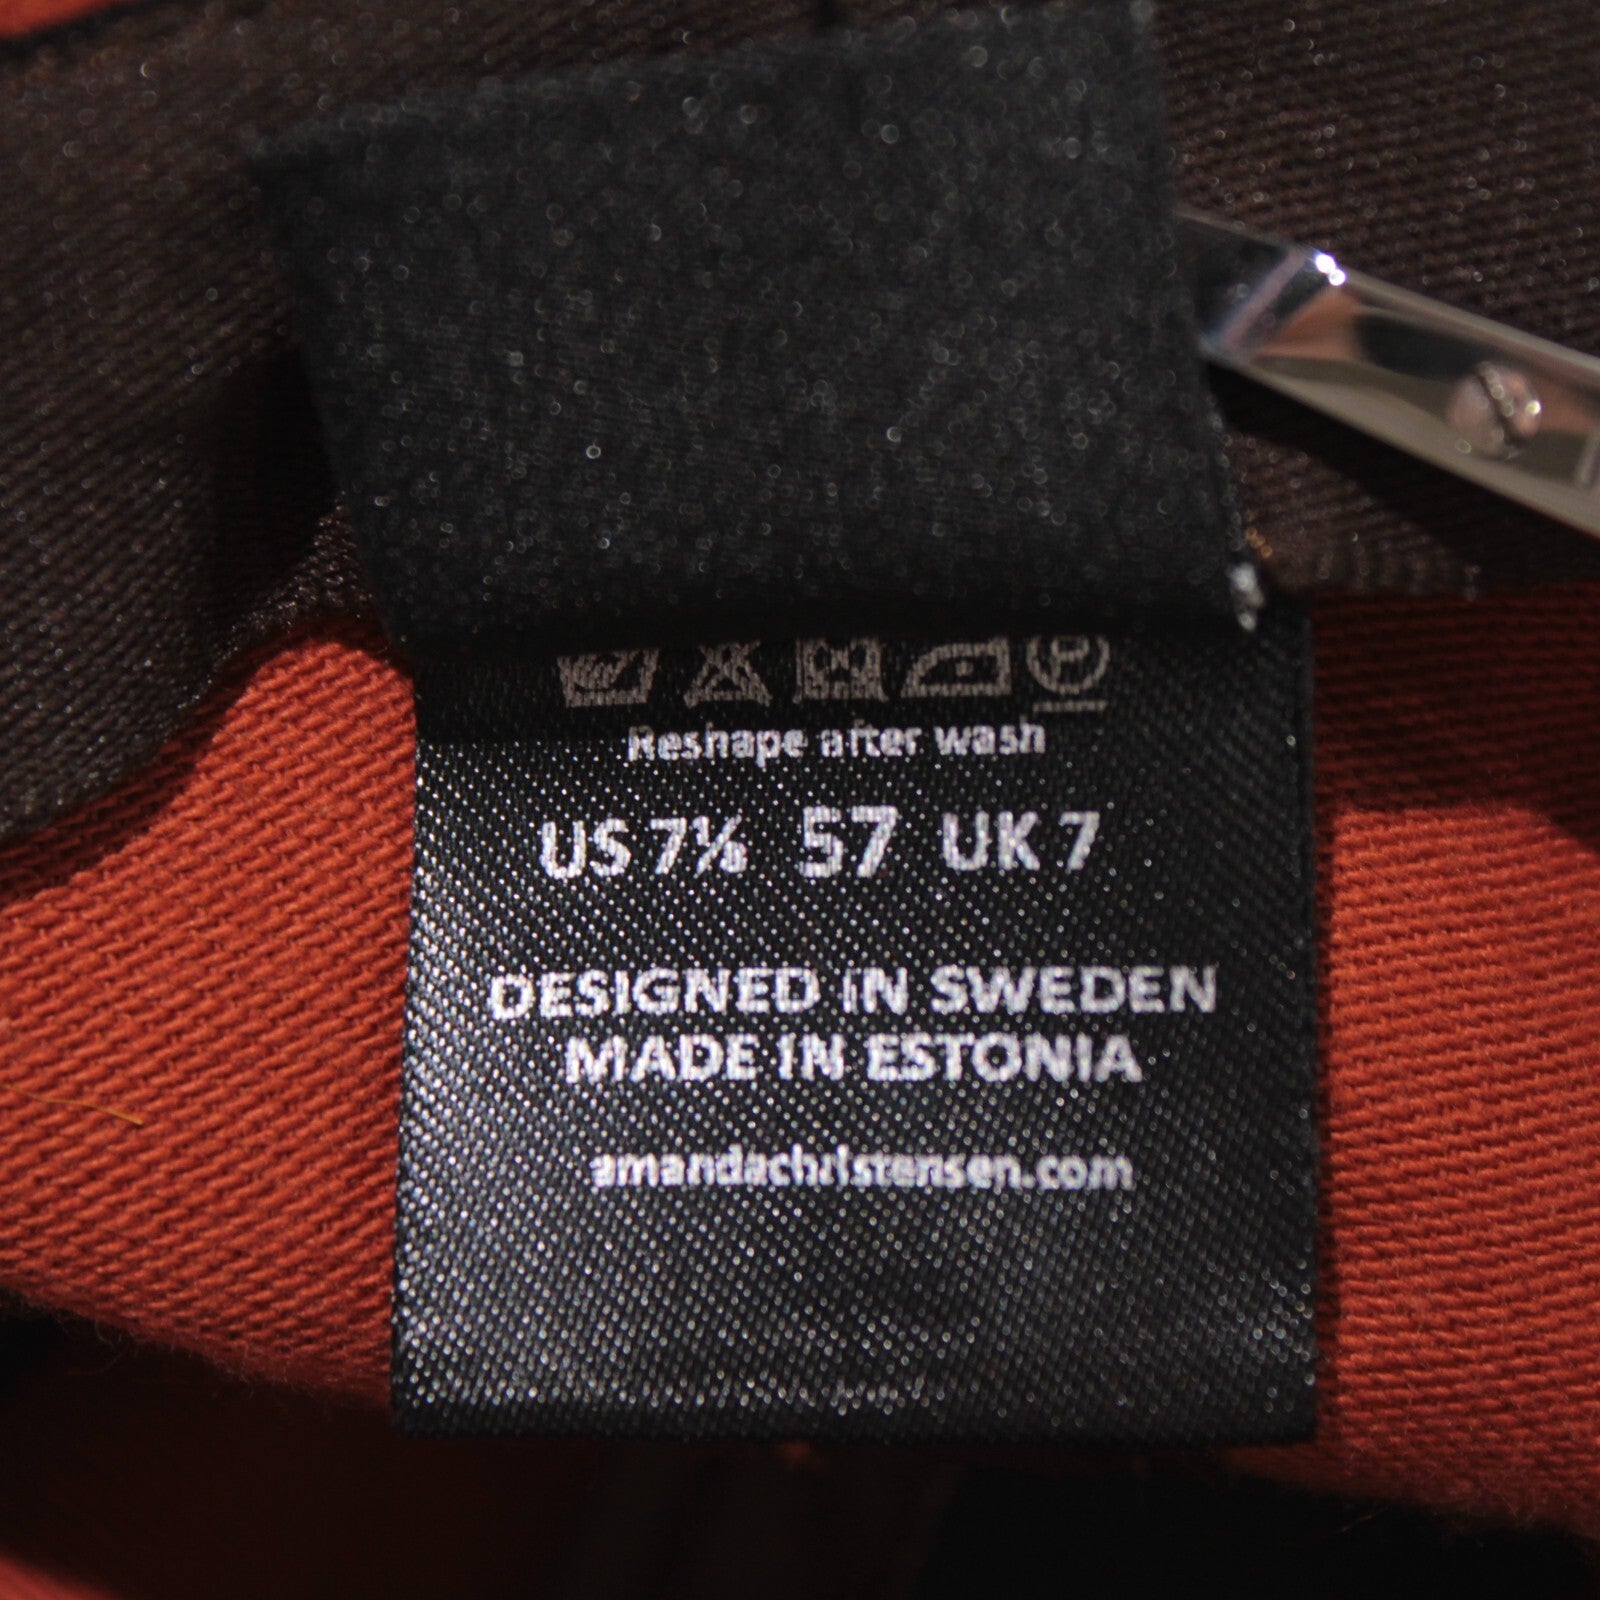 Reshape after wash
US 7⅛ 57 UK 7
DESIGNED IN SWEDEN
MADE IN ESTONIA
amandachristensen.com